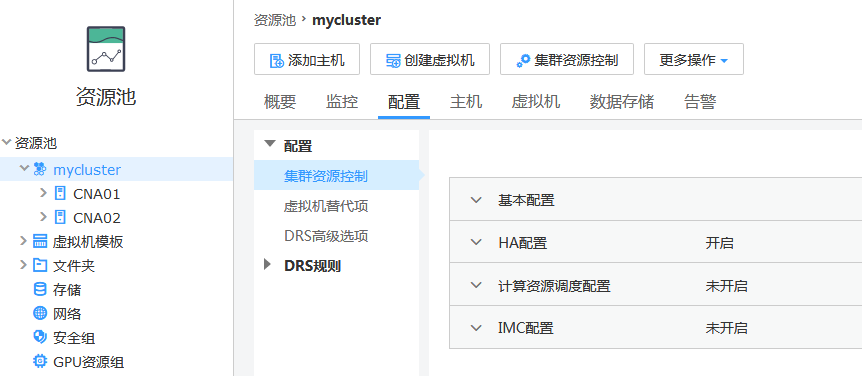 资源池
资源池
mycluster
CNA01
CNA02
虚拟机模板
文件夹
存储
网络
安全组
GPU资源组
资源池 › mycluster
添加主机 创建虚拟机 集群资源控制 更多操作
概要 监控 配置 主机 虚拟机 数据存储 告警
配置
集群资源控制
虚拟机替代项
DRS高级选项
DRS规则
基本配置
HA配置 开启
计算资源调度配置 未开启
IMC配置 未开启